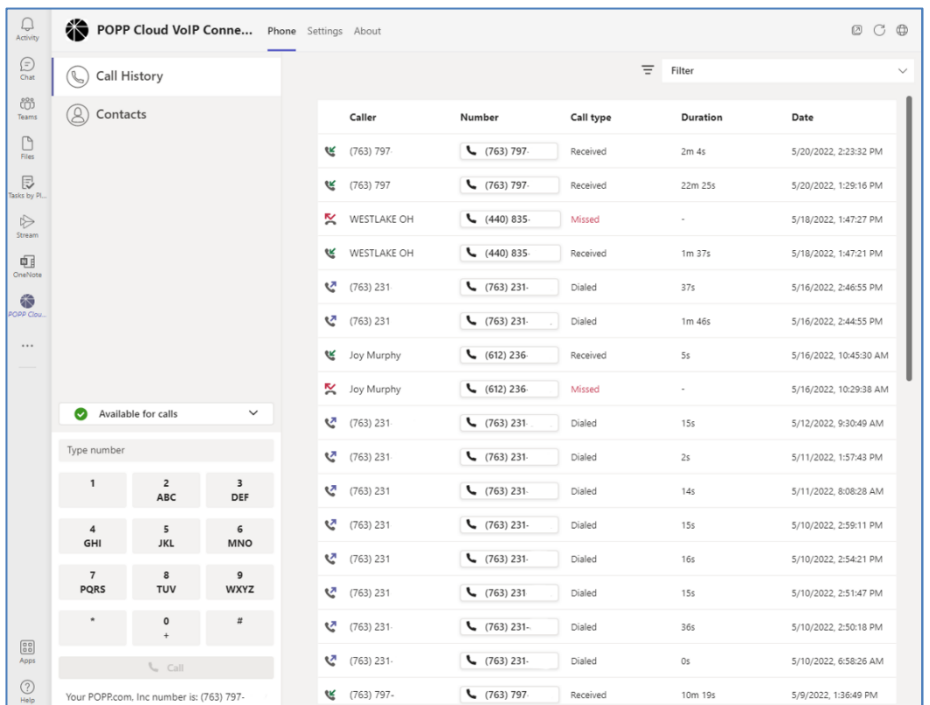 Activity
Chat
Teams
Files
Tasks by Pl...
Stream
OneNote
POPP Clou...
...
Apps
Help
POPP Cloud VoIP Conne... Phone Settings About
Call History
Contacts
Available for calls
Type number
1 2 3
ABC DEF
4 5 6
GHI JKL MNO
7 8 9
PQRS TUV WXYZ
* 0 #
+
Call
Your POPP.com, Inc number is: (763) 797-
Filter
Caller Number Call type Duration Date
(763) 797 (763) 797- Received 2m 4s 5/20/2022, 2:23:32 PM
(763) 797 (763) 797- Received 22m 25s 5/20/2022, 1:29:16 PM
WESTLAKE OH (440) 835- Missed - 5/18/2022, 1:47:27 PM
WESTLAKE OH (440) 835- Received 1m 37s 5/18/2022, 1:47:21 PM
(763) 231 (763) 231- Dialed 37s 5/16/2022, 2:46:55 PM
(763) 231 (763) 231- Dialed 1m 46s 5/16/2022, 2:44:55 PM
Joy Murphy (612) 236- Received 5s 5/16/2022, 10:45:30 AM
Joy Murphy (612) 236- Missed - 5/16/2022, 10:29:38 AM
(763) 231 (763) 231 Dialed 15s 5/12/2022, 9:30:49 AM
(763) 231 (763) 231- Dialed 2s 5/11/2022, 1:57:43 PM
(763) 231 (763) 231- Dialed 14s 5/11/2022, 8:08:28 AM
(763) 231 (763) 231- Dialed 15s 5/10/2022, 2:59:11 PM
(763) 231 (763) 231- Dialed 16s 5/10/2022, 2:54:21 PM
(763) 231 (763) 231 Dialed 15s 5/10/2022, 2:51:47 PM
(763) 231- (763) 231- Dialed 36s 5/10/2022, 2:50:18 PM
(763) 231- (763) 231- Dialed 0s 5/10/2022, 6:58:26 AM
(763) 797- (763) 797- Received 10m 19s 5/9/2022, 1:36:49 PM